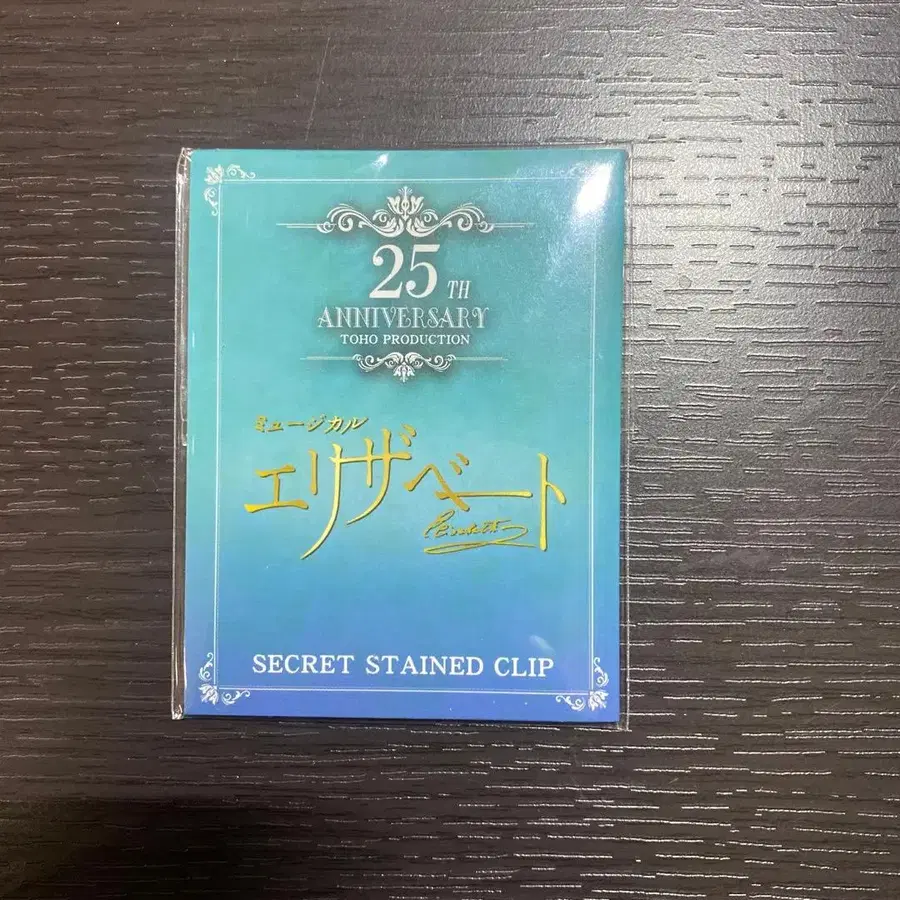 25TH
ANNIVERSARY
TOHO PRODUCTION
ミュージカル
エリザベート
Elisabeth
SECRET STAINED CLIP